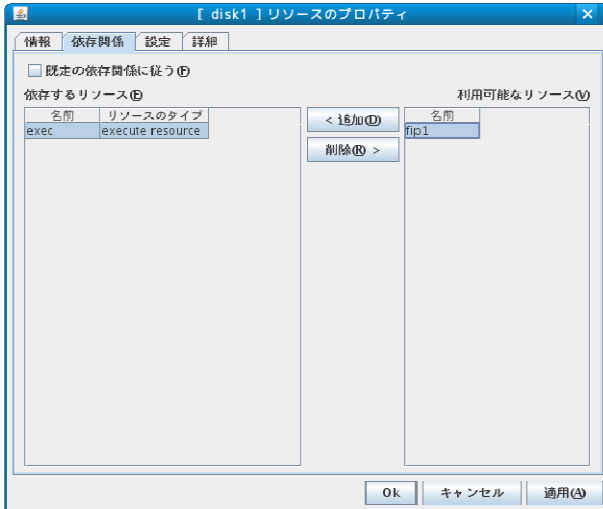 [ disk1 ] リソースのプロパティ
情報 依存関係 設定 詳細
既定の依存関係に従う(F)
依存するリソース(E) 利用可能なリソース(V)
名前 リソースのタイプ < 追加(D) 名前
exec execute resource fip1
削除(R) >
Ok キャンセル 適用(A)